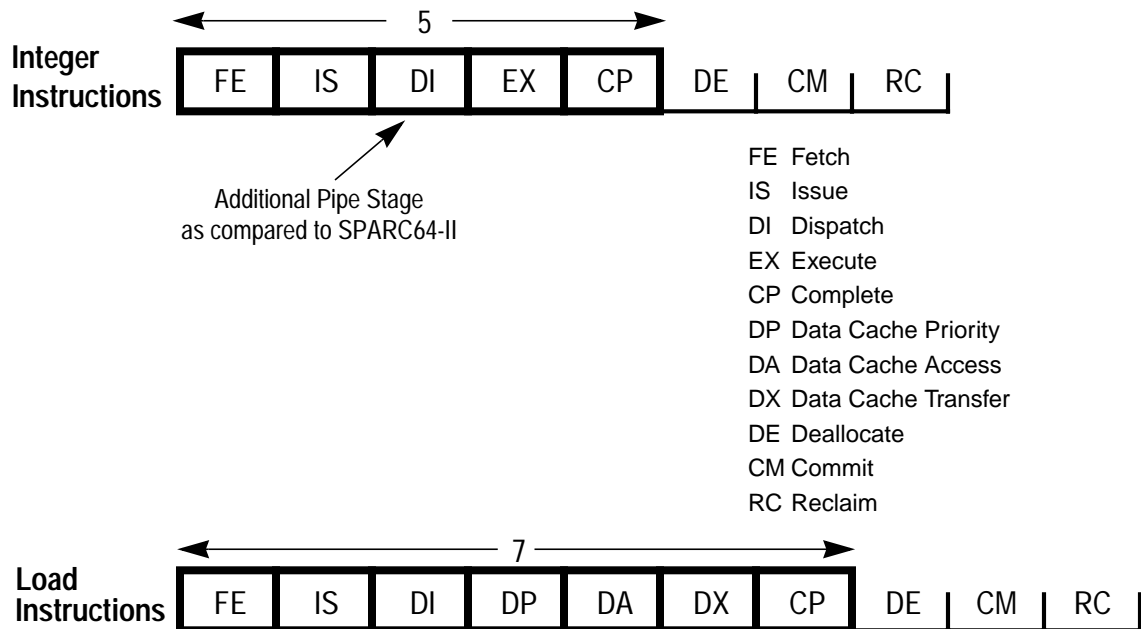 5
Integer
Instructions
FE IS DI EX CP DE CM RC
Additional Pipe Stage
as compared to SPARC64-II
FE Fetch
IS Issue
DI Dispatch
EX Execute
CP Complete
DP Data Cache Priority
DA Data Cache Access
DX Data Cache Transfer
DE Deallocate
CM Commit
RC Reclaim
7
Load
Instructions
FE IS DI DP DA DX CP DE CM RC